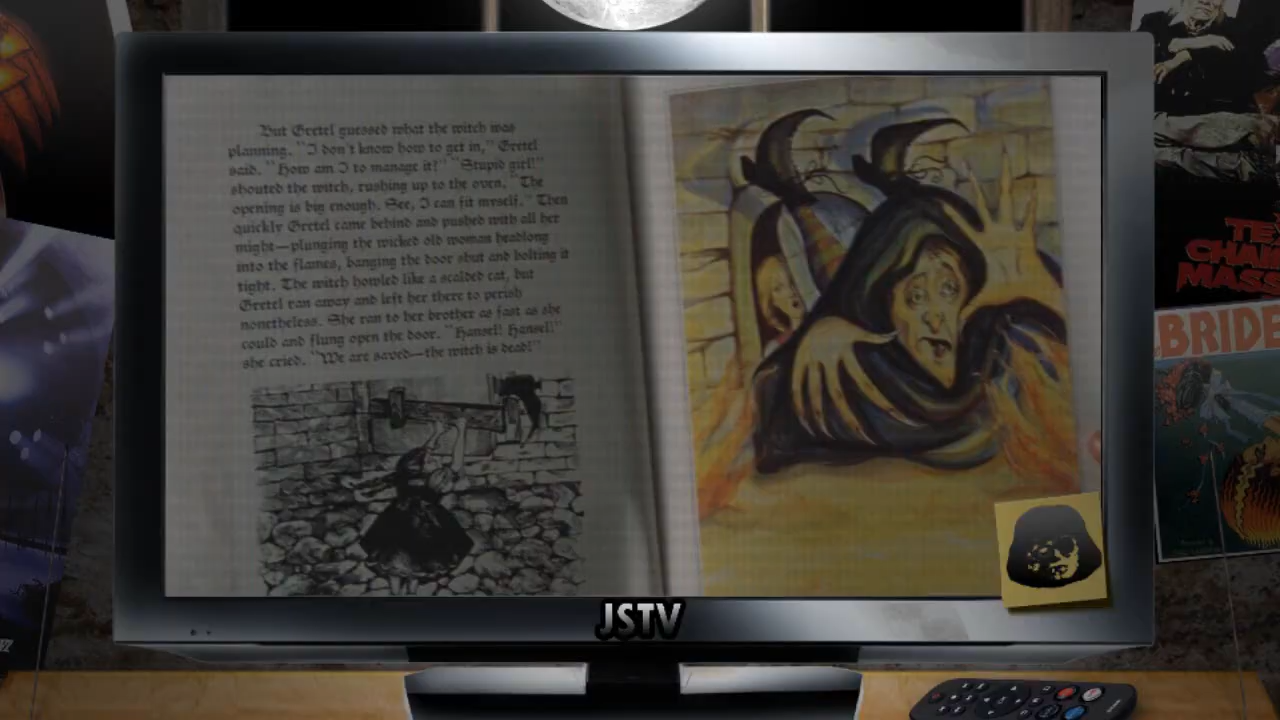 But Gretel guessed what the witch was
planning. "I don't know how to get in," Gretel
said. "How am I to manage it?" "Stupid girl!"
shouted the witch, rushing up to the oven. "The
opening is big enough. See, I can fit myself." Then
quickly Gretel came behind and pushed with all her
might—plunging the wicked old woman headlong
into the flames, banging the door shut and bolting it
tight. The witch howled like a scalded cat, but
Gretel ran away and left her there to perish
nonetheless. She ran to her brother as fast as she
could and flung open the door. "Hansel! Hansel!"
she cried. "We are saved—the witch is dead!"
TEX
CHAI
MASS
BRIDE
JSTV